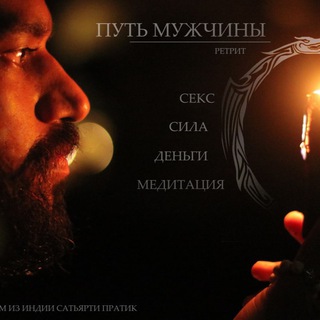 ПУТЬ МУЖЧИНЫ
РЕТРИТ
СЕКС
СИЛА
ДЕНЬГИ
МЕДИТАЦИЯ
М ИЗ ИНДИИ САТЬЯРТИ ПРАТИК